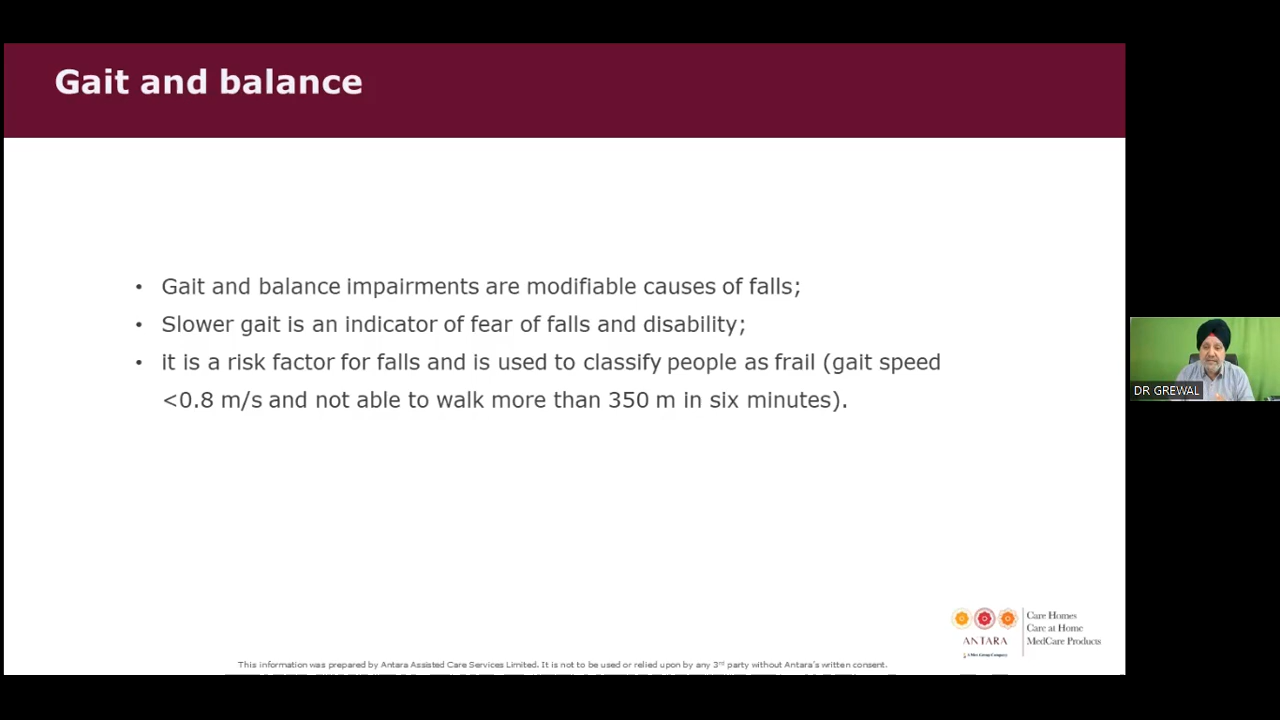 Gait and balance
• Gait and balance impairments are modifiable causes of falls;
• Slower gait is an indicator of fear of falls and disability;
• it is a risk factor for falls and is used to classify people as frail (gait speed
<0.8 m/s and not able to walk more than 350 m in six minutes).
DR GREWAL
ANTARA
Care Homes
Care at Home
MedCare Products
This information was prepared by Antara Assisted Care Services Limited. It is not to be used or relied upon by any 3rd party without Antara's written consent.